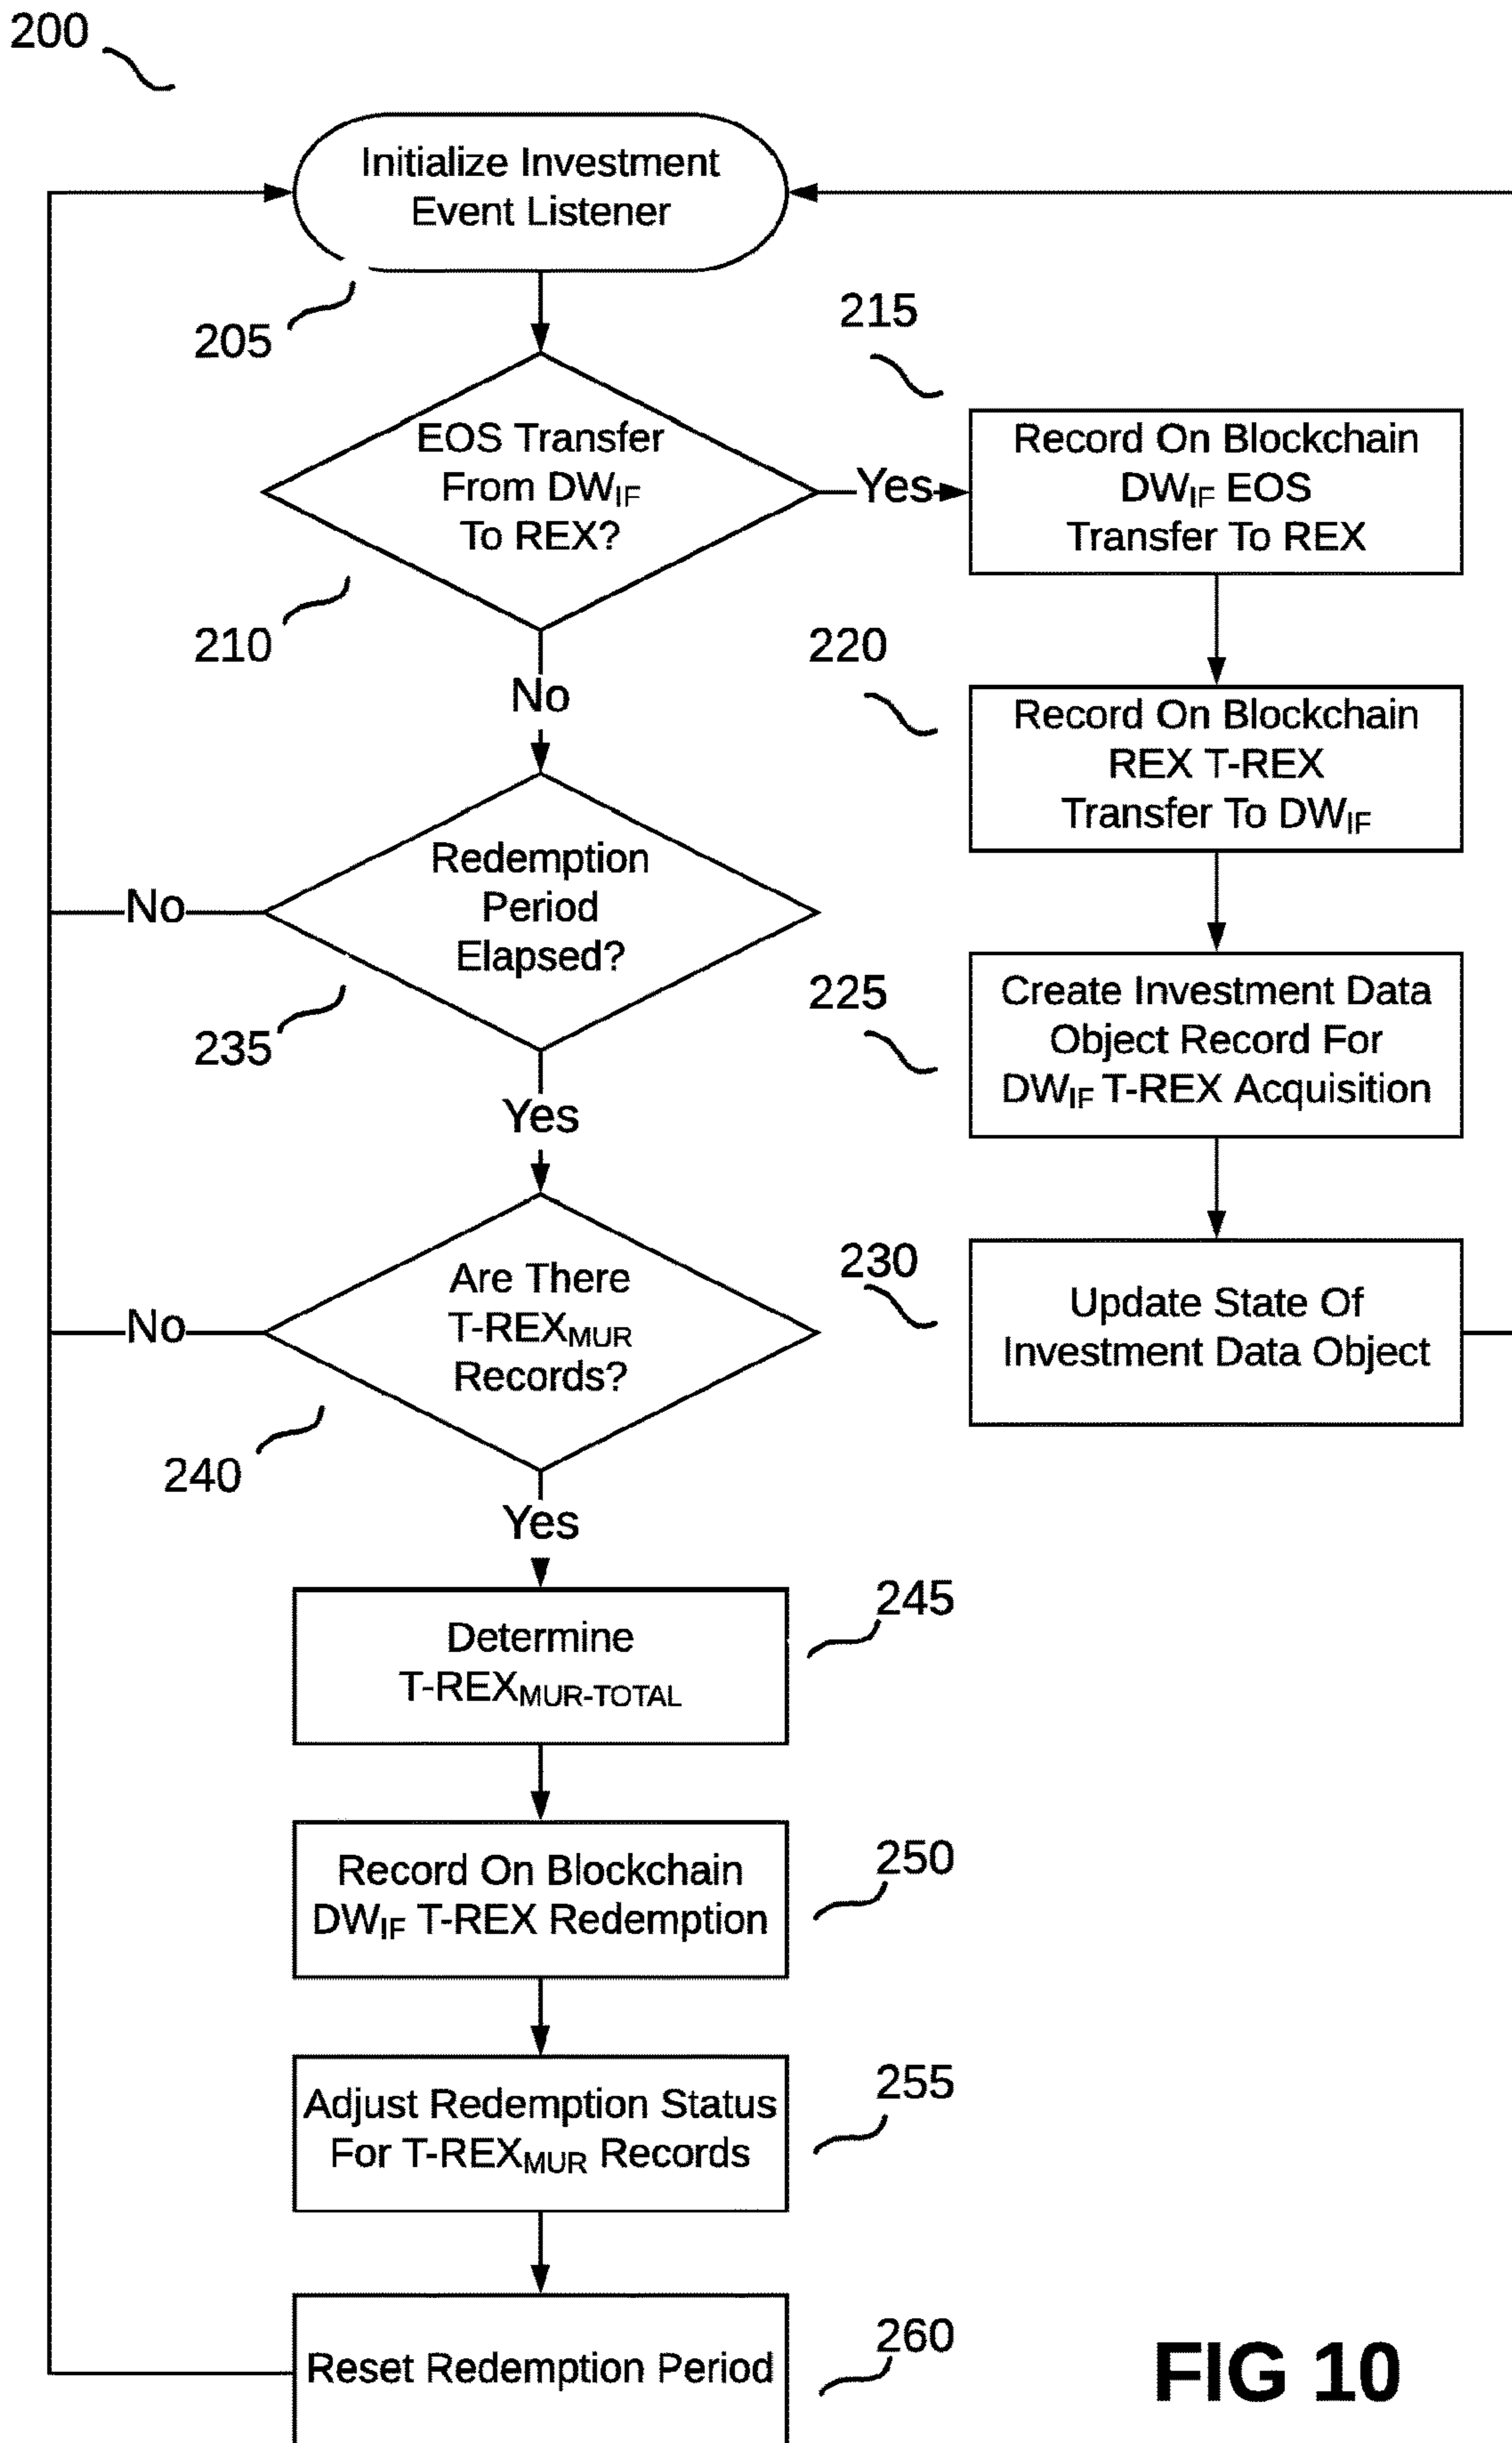 200
Initialize Investment
Event Listener
205
EOS Transfer
From DWIF
To REX?
210
Yes
215
Record On Blockchain
DWIF EOS
Transfer To REX
No
220
Record On Blockchain
REX T-REX
Transfer To DWIF
Redemption
Period
Elapsed?
No
235
225
Create Investment Data
Object Record For
DWIF T-REX Acquisition
Yes
230
Update State Of
Investment Data Object
Are There
T-REXMUR
Records?
No
240
Yes
Determine
T-REXMUR-TOTAL
245
Record On Blockchain
DWIF T-REX Redemption
250
Adjust Redemption Status
For T-REXMUR Records
255
Reset Redemption Period
260
FIG 10